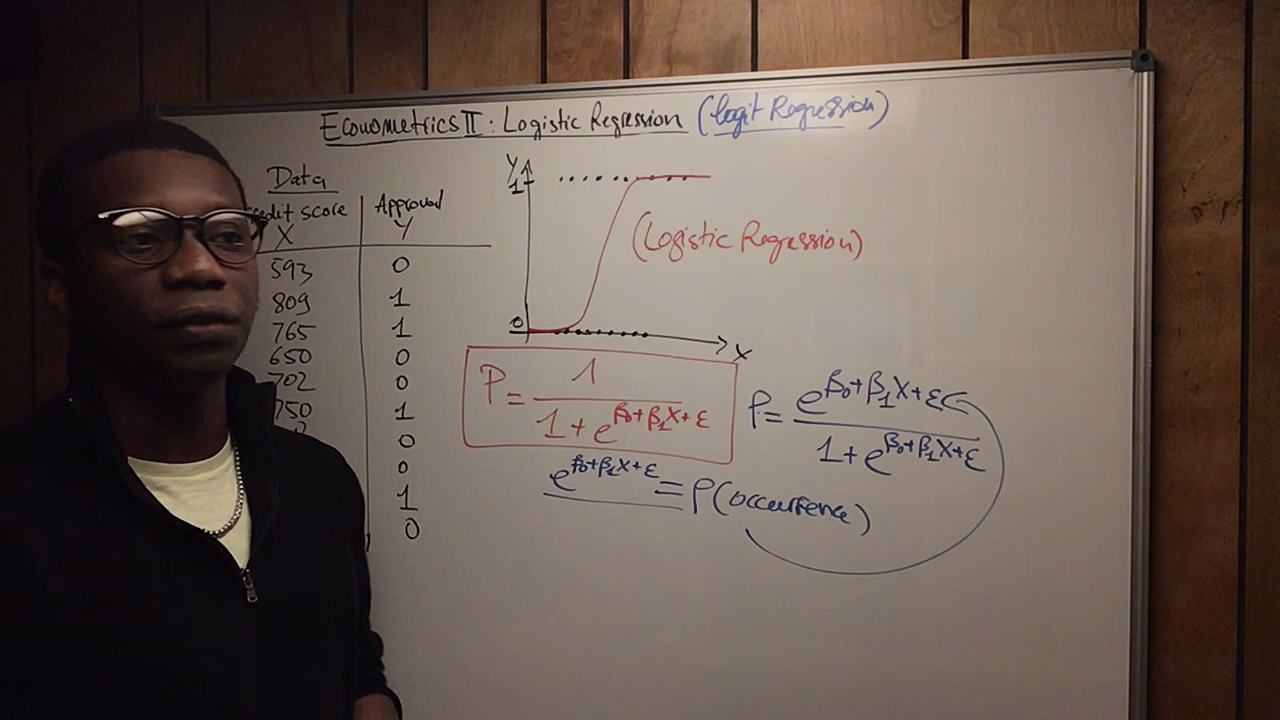 Econometrics II: Logistic Regression (Logit Regression)
Data
credit score Approved
X Y
593 0
809 1
765 1
650 0
702 0
750 1
0
0
1
0
Y
1
0
X
(Logistic Regression)
P = 1 / 1 + e^β₀+β₁X+ε
P = e^β₀+β₁X+ε / 1 + e^β₀+β₁X+ε
e^β₀+β₁X+ε = P(occurrence)